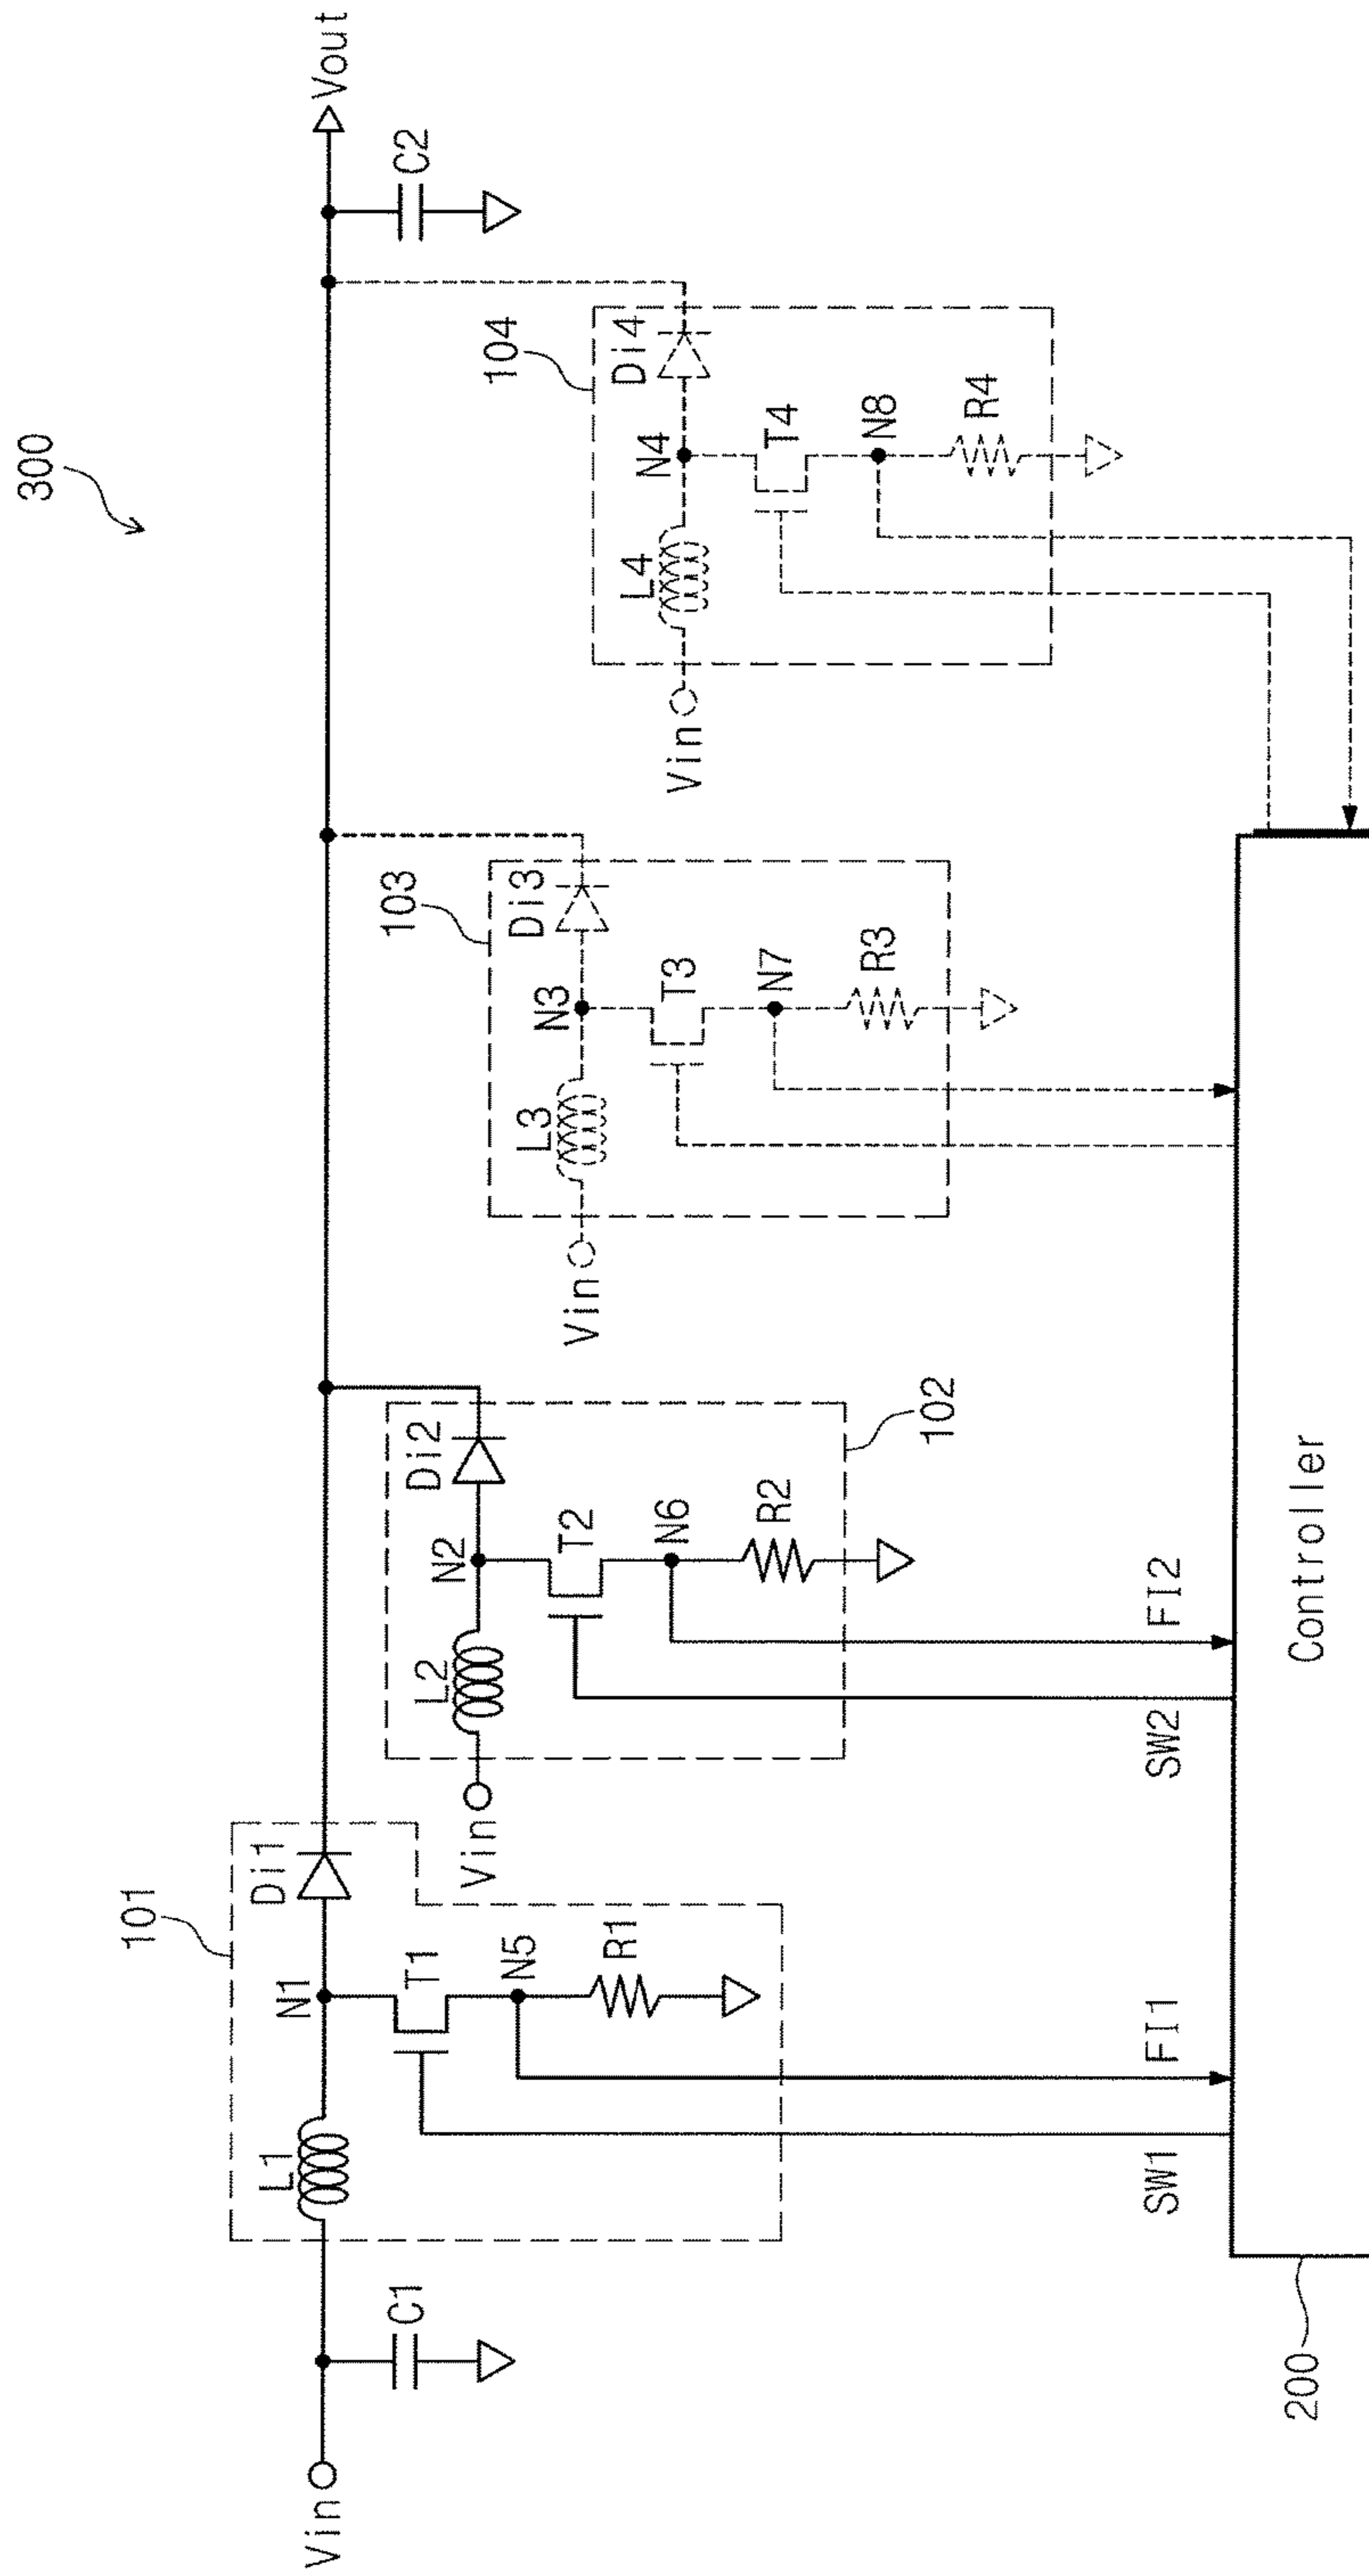 300
Vin
C1
101
L1
N1
Di1
T1
N5
R1
SW1
FI1
Vin
102
L2
N2
Di2
T2
N6
R2
SW2
FI2
Vin
103
L3
N3
Di3
T3
N7
R3
Vin
104
L4
N4
Di4
T4
N8
R4
C2
Vout
200
Controller